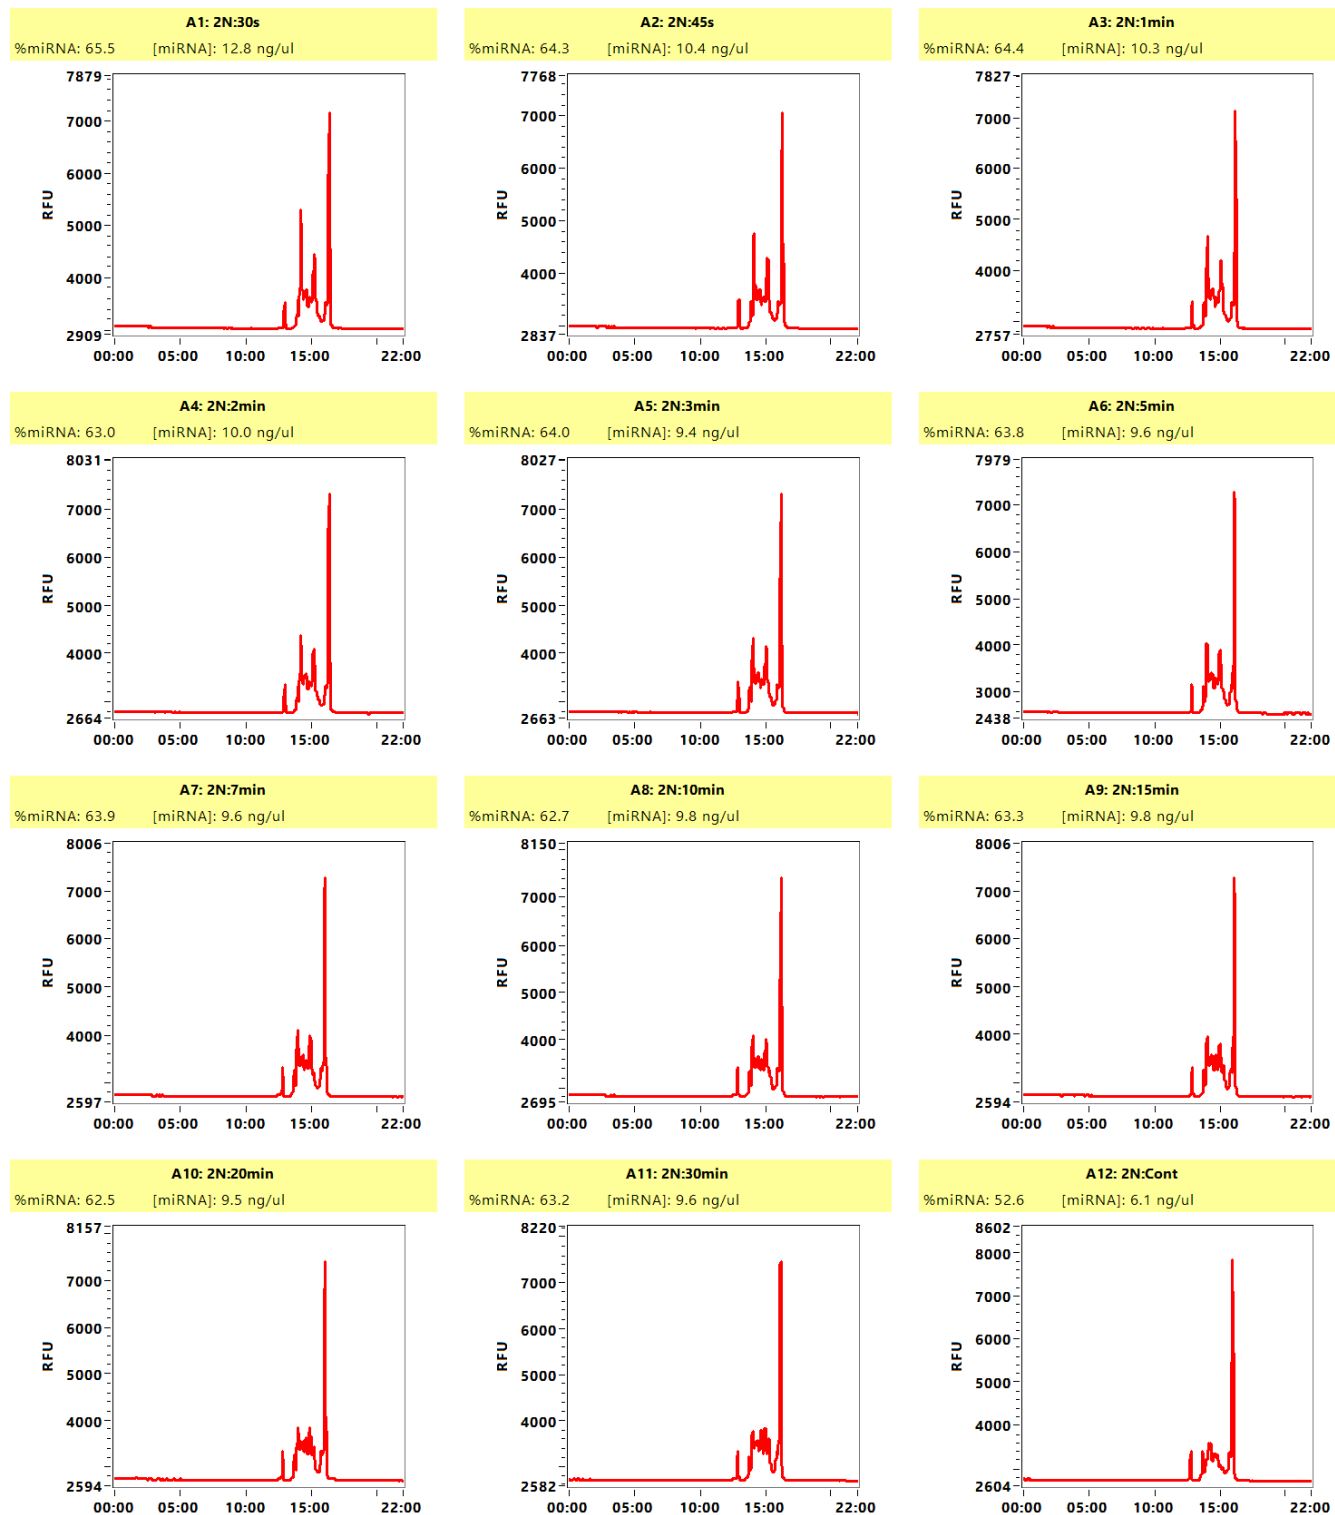 A1: 2N:30s
%miRNA: 65.5 [miRNA]: 12.8 ng/ul
7879
7000
6000
5000
4000
2909
RFU
00:00 05:00 10:00 15:00 22:00
A2: 2N:45s
%miRNA: 64.3 [miRNA]: 10.4 ng/ul
7768
7000
6000
5000
4000
2837
RFU
00:00 05:00 10:00 15:00 22:00
A3: 2N:1min
%miRNA: 64.4 [miRNA]: 10.3 ng/ul
7827
7000
6000
5000
4000
2757
RFU
00:00 05:00 10:00 15:00 22:00
A4: 2N:2min
%miRNA: 63.0 [miRNA]: 10.0 ng/ul
8031
7000
6000
5000
4000
2664
RFU
00:00 05:00 10:00 15:00 22:00
A5: 2N:3min
%miRNA: 64.0 [miRNA]: 9.4 ng/ul
8027
7000
6000
5000
4000
2663
RFU
00:00 05:00 10:00 15:00 22:00
A6: 2N:5min
%miRNA: 63.8 [miRNA]: 9.6 ng/ul
7979
7000
6000
5000
4000
3000
2438
RFU
00:00 05:00 10:00 15:00 22:00
A7: 2N:7min
%miRNA: 63.9 [miRNA]: 9.6 ng/ul
8006
7000
6000
5000
4000
2597
RFU
00:00 05:00 10:00 15:00 22:00
A8: 2N:10min
%miRNA: 62.7 [miRNA]: 9.8 ng/ul
8150
7000
6000
5000
4000
2695
RFU
00:00 05:00 10:00 15:00 22:00
A9: 2N:15min
%miRNA: 63.3 [miRNA]: 9.8 ng/ul
8006
7000
6000
5000
4000
2594
RFU
00:00 05:00 10:00 15:00 22:00
A10: 2N:20min
%miRNA: 62.5 [miRNA]: 9.5 ng/ul
8157
7000
6000
5000
4000
2594
RFU
00:00 05:00 10:00 15:00 22:00
A11: 2N:30min
%miRNA: 63.2 [miRNA]: 9.6 ng/ul
8220
7000
6000
5000
4000
2582
RFU
00:00 05:00 10:00 15:00 22:00
A12: 2N:Cont
%miRNA: 52.6 [miRNA]: 6.1 ng/ul
8602
8000
7000
6000
5000
4000
2604
RFU
00:00 05:00 10:00 15:00 22:00